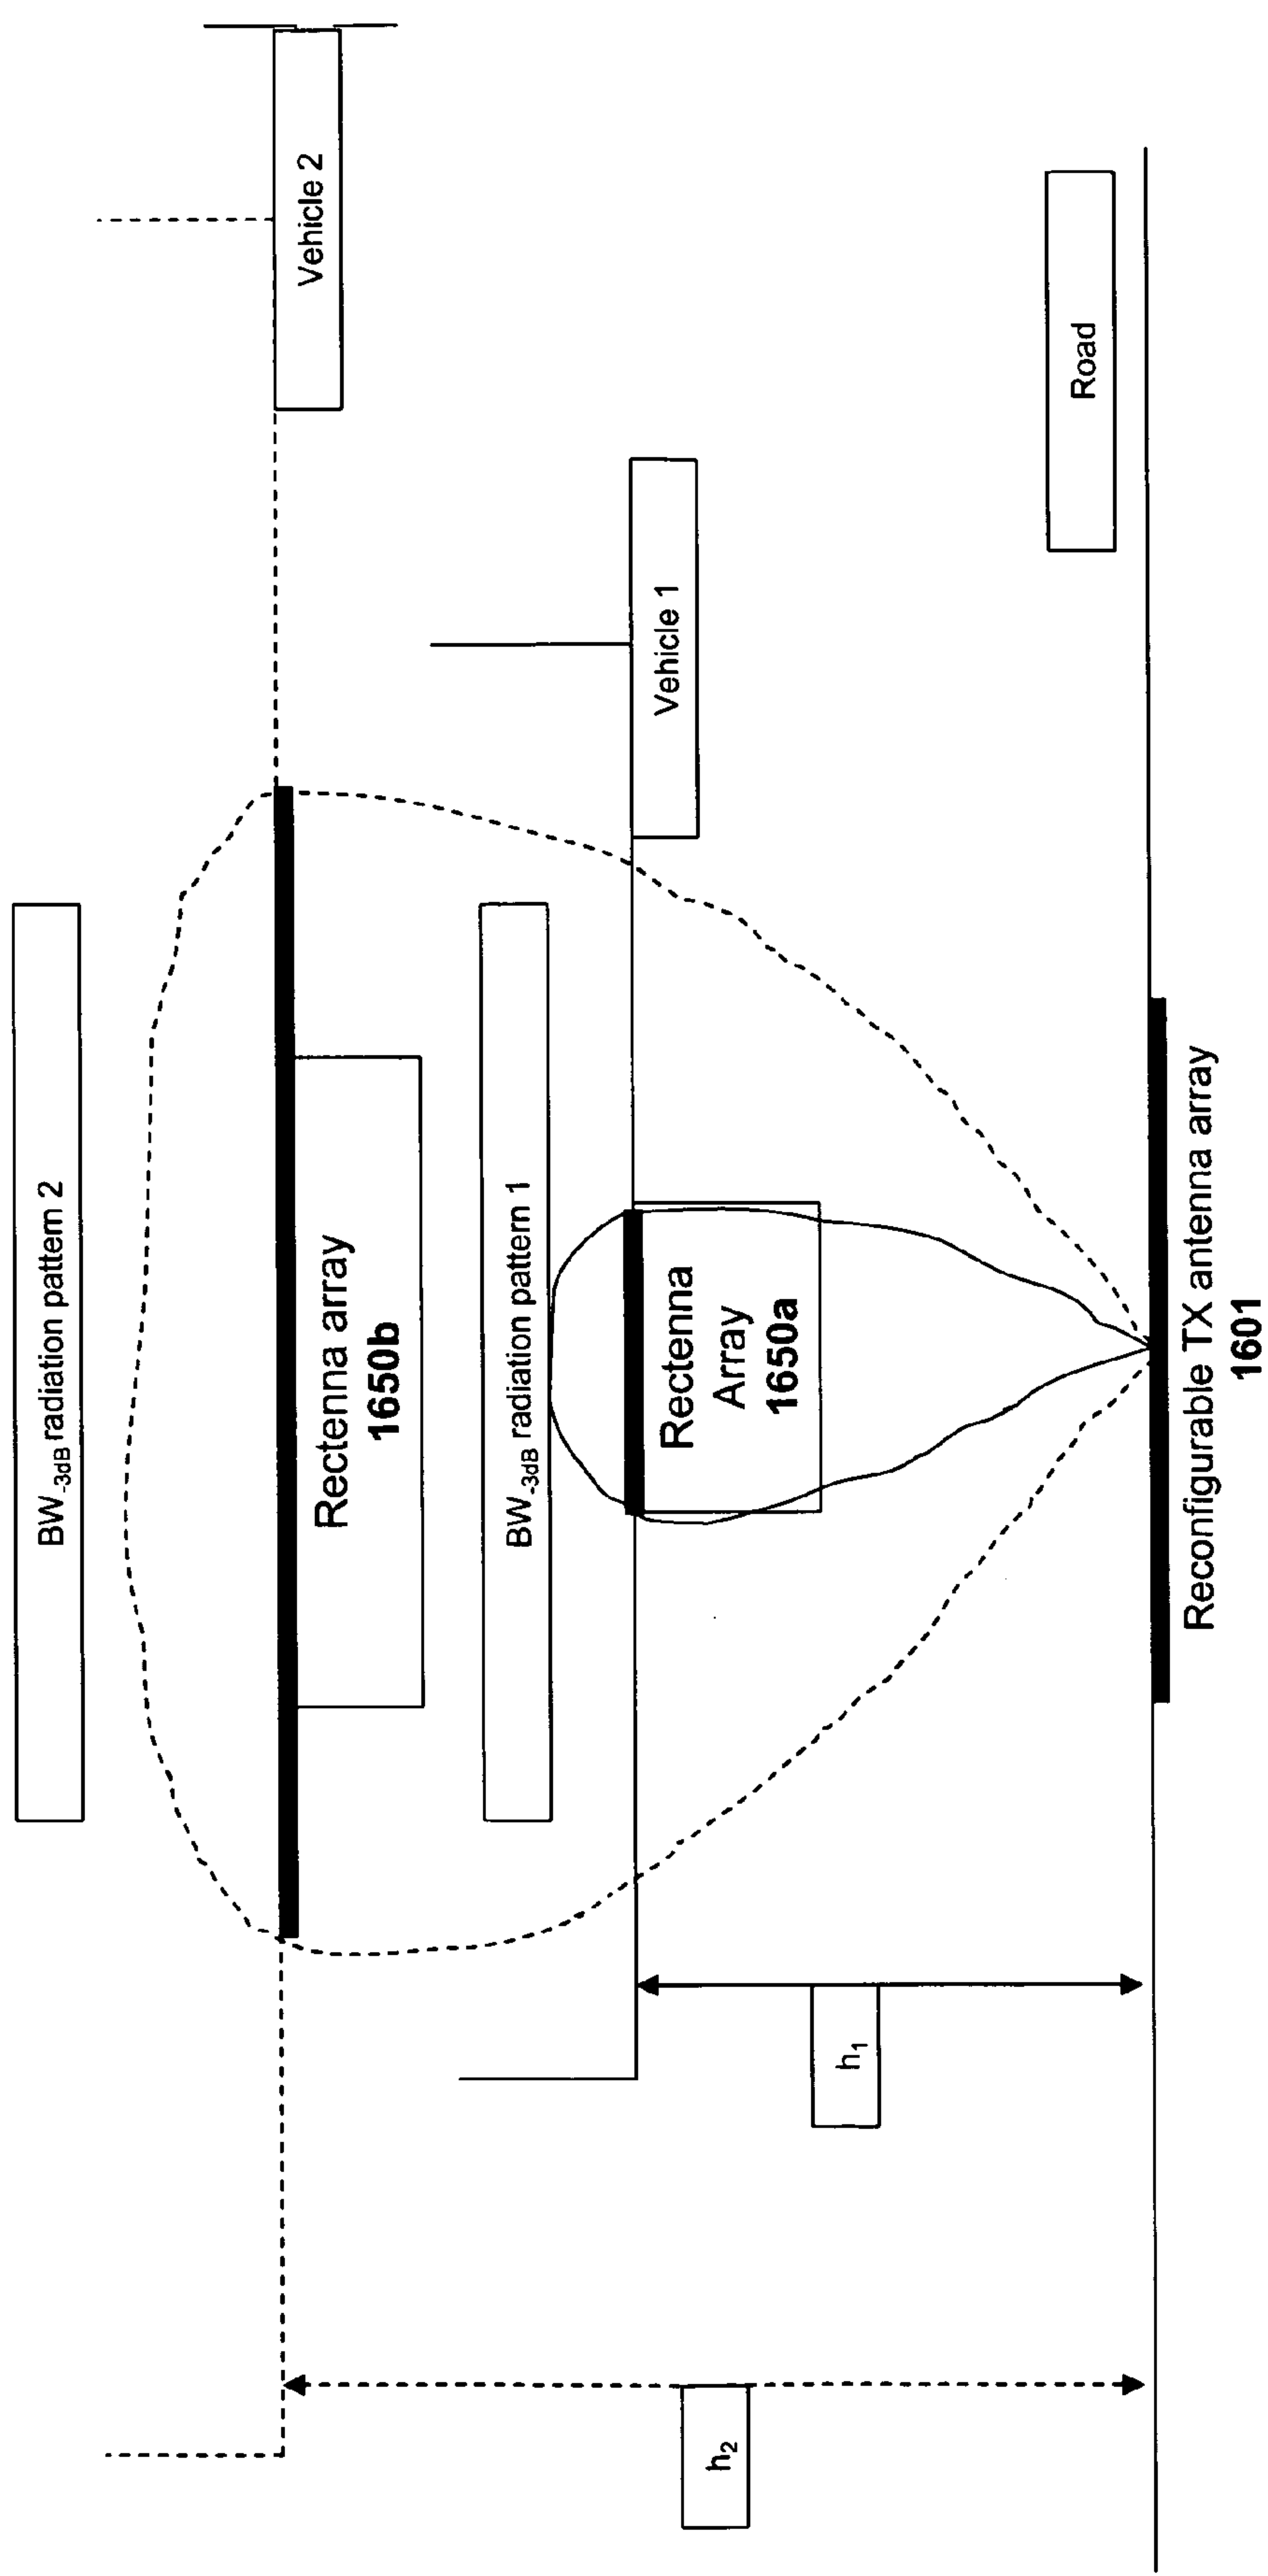 BW-3dB radiation pattern 2
Vehicle 2
Rectenna array
1650b
BW-3dB radiation pattern 1
Vehicle 1
Rectenna
Array
1650a
h1
h2
Road
Reconfigurable TX antenna array
1601